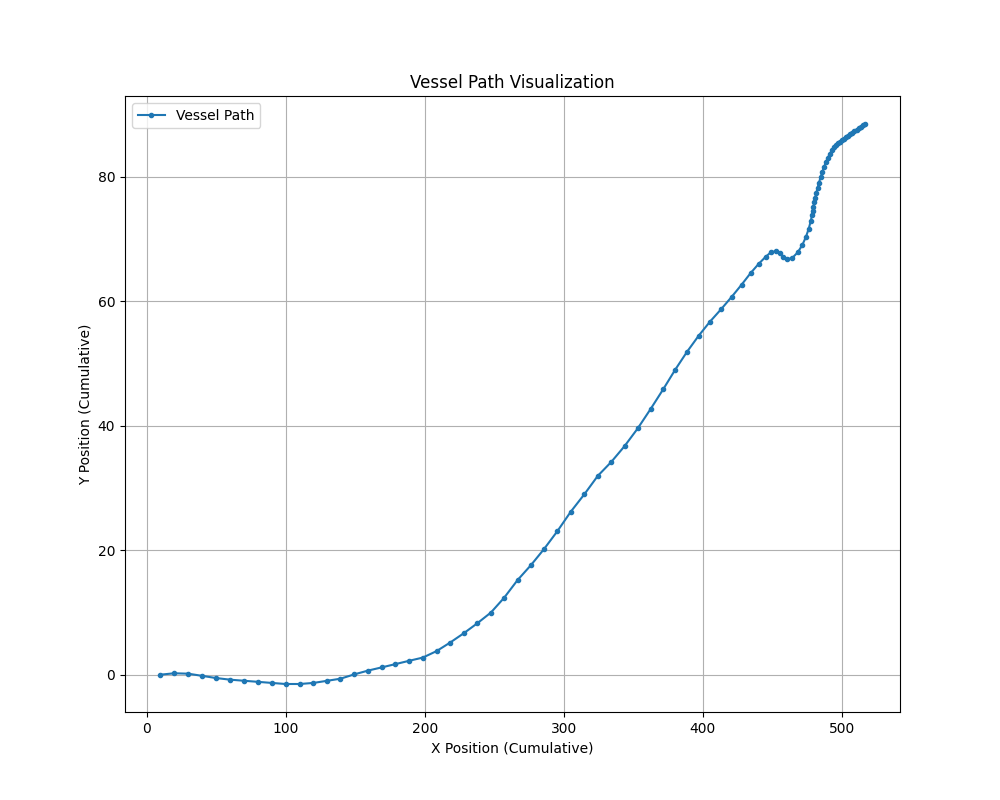 Vessel Path Visualization
Vessel Path
Y Position (Cumulative)
80
60
40
20
0
0 100 200 300 400 500
X Position (Cumulative)